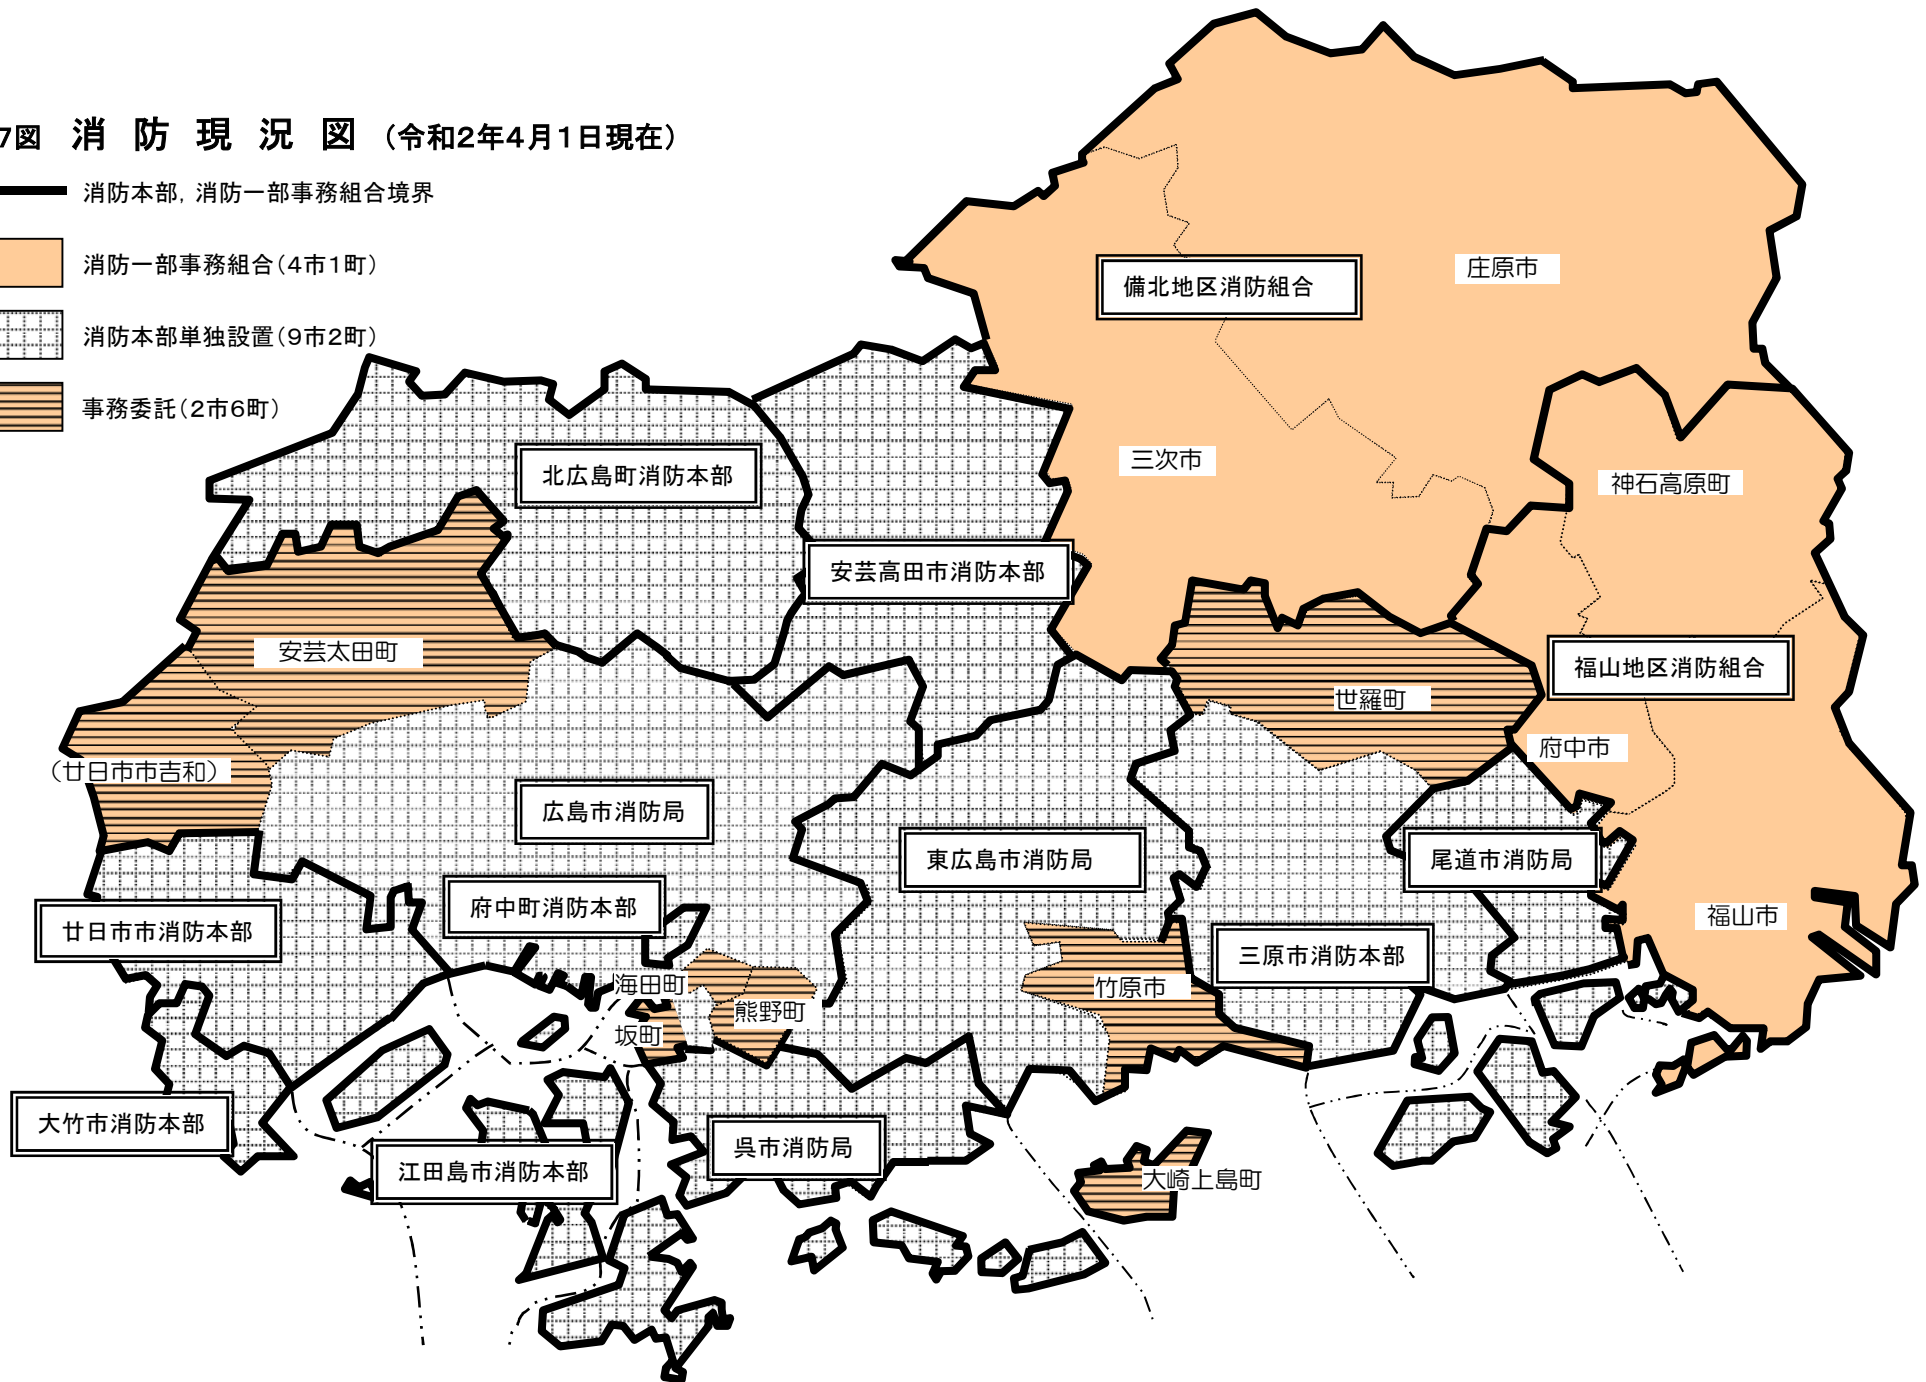 7図 消防現況図（令和2年4月1日現在）
消防本部, 消防一部事務組合境界
消防一部事務組合（4市1町）
消防本部単独設置（9市2町）
事務委託（2市6町）
備北地区消防組合
庄原市
三次市
神石高原町
北広島町消防本部
安芸高田市消防本部
安芸太田町
福山地区消防組合
世羅町
府中市
（廿日市市吉和）
広島市消防局
東広島市消防局
尾道市消防局
府中町消防本部
福山市
廿日市市消防本部
三原市消防本部
海田町
竹原市
熊野町
坂町
大竹市消防本部
呉市消防局
江田島市消防本部
大崎上島町